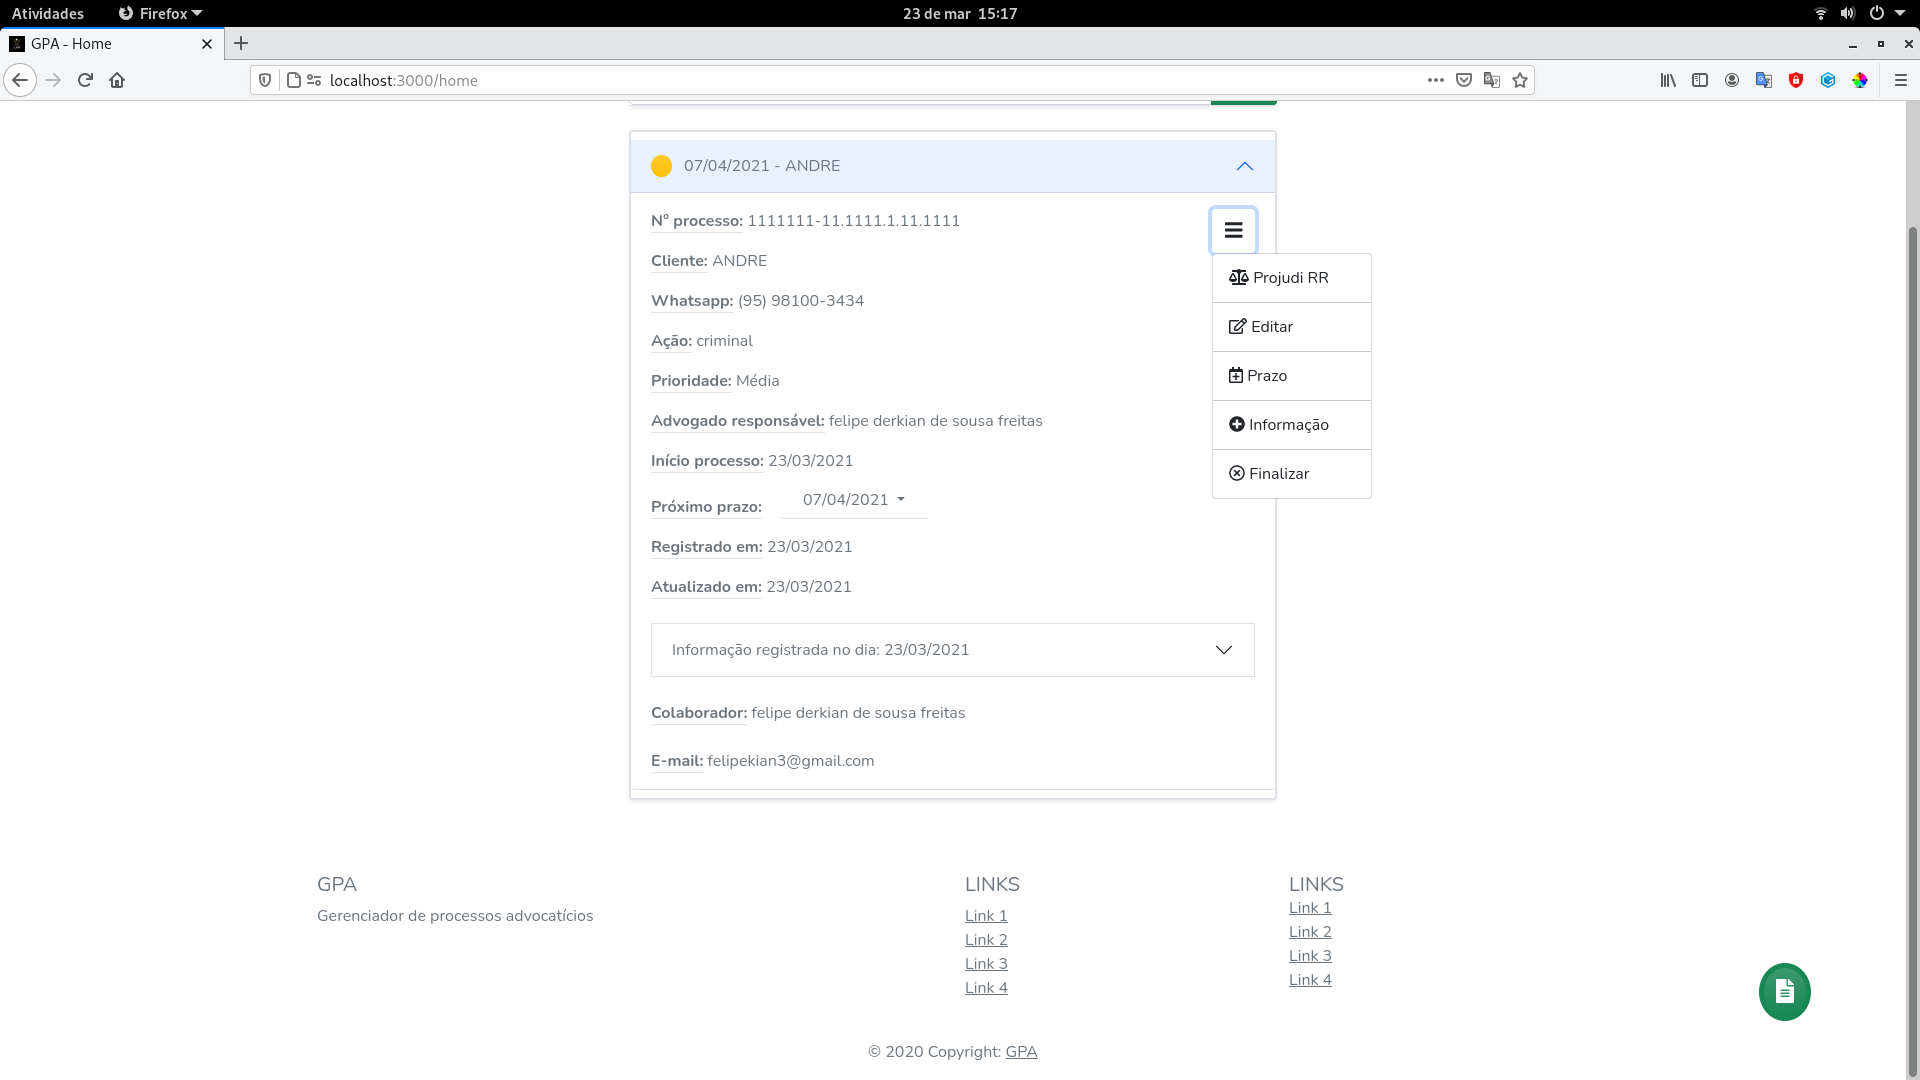 Atividades
Firefox
23 de mar 15:17
GPA - Home
localhost:3000/home
07/04/2021 - ANDRE
N° processo: 1111111-11.1111.1.11.1111
Cliente: ANDRE
Whatsapp: (95) 98100-3434
Ação: criminal
Prioridade: Média
Advogado responsável: felipe derkian de sousa freitas
Início processo: 23/03/2021
Próximo prazo: 07/04/2021
Registrado em: 23/03/2021
Atualizado em: 23/03/2021
Projudi RR
Editar
Prazo
Informação
Finalizar
Informação registrada no dia: 23/03/2021
Colaborador: felipe derkian de sousa freitas
E-mail: felipekian3@gmail.com
GPA
Gerenciador de processos advocatícios
LINKS
Link 1
Link 2
Link 3
Link 4
LINKS
Link 1
Link 2
Link 3
Link 4
© 2020 Copyright: GPA